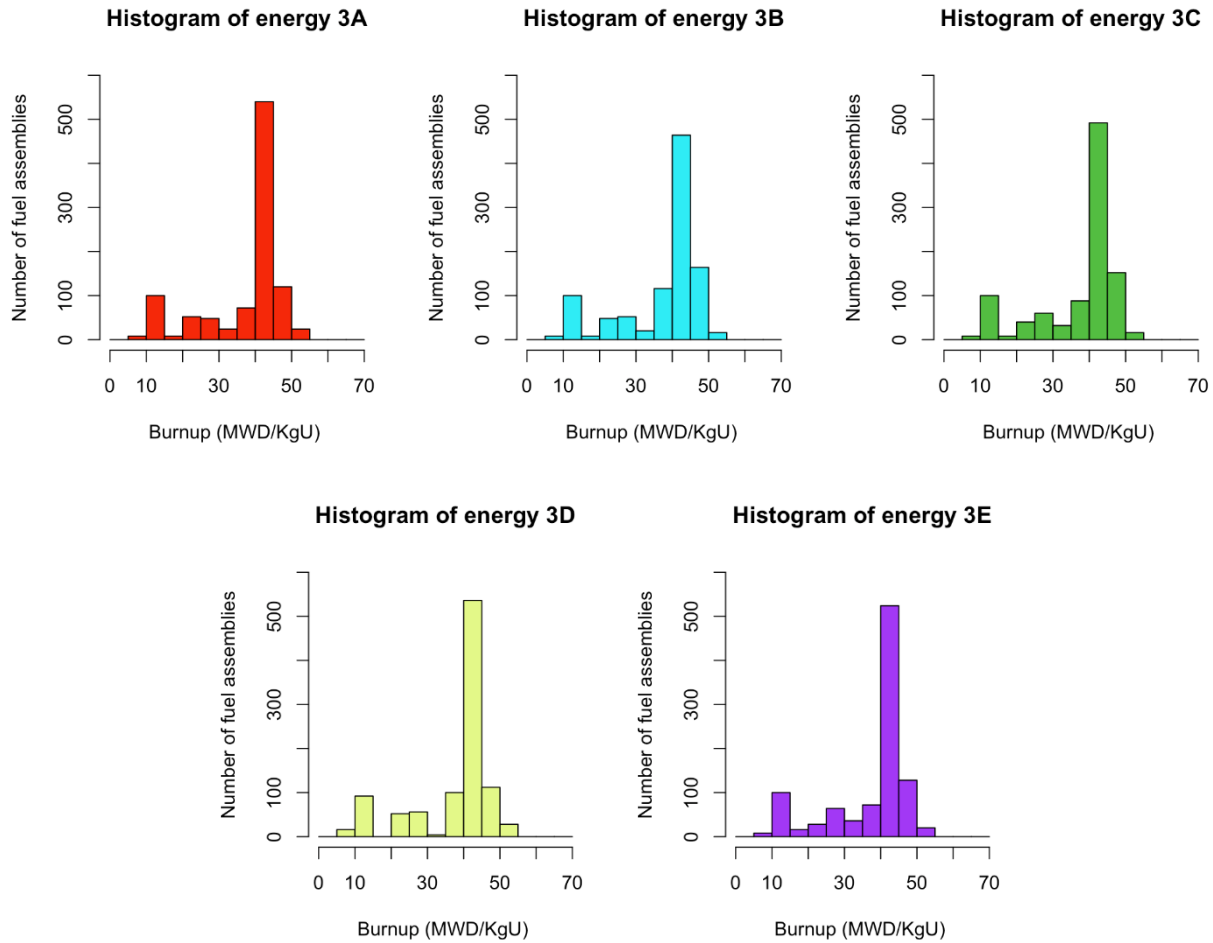 Histogram of energy 3A
Number of fuel assemblies
0 100 300 500
0 10 30 50 70
Burnup (MWD/KgU)
Histogram of energy 3B
Number of fuel assemblies
0 100 300 500
0 10 30 50 70
Burnup (MWD/KgU)
Histogram of energy 3C
Number of fuel assemblies
0 100 300 500
0 10 30 50 70
Burnup (MWD/KgU)
Histogram of energy 3D
Number of fuel assemblies
0 100 300 500
0 10 30 50 70
Burnup (MWD/KgU)
Histogram of energy 3E
Number of fuel assemblies
0 100 300 500
0 10 30 50 70
Burnup (MWD/KgU)